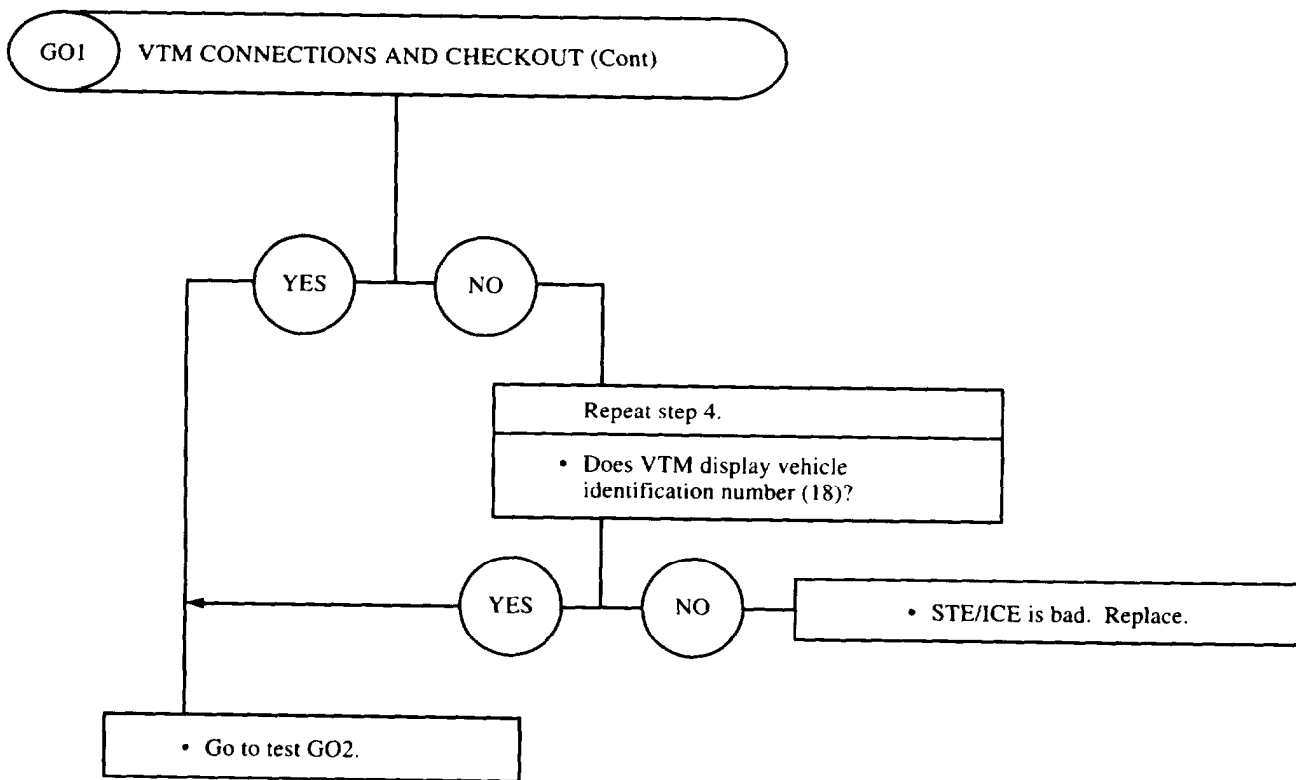 GO1 VTM CONNECTIONS AND CHECKOUT (Cont)
YES
NO
Repeat step 4.
• Does VTM display vehicle
identification number (18)?
YES
NO
• STE/ICE is bad. Replace.
• Go to test GO2.